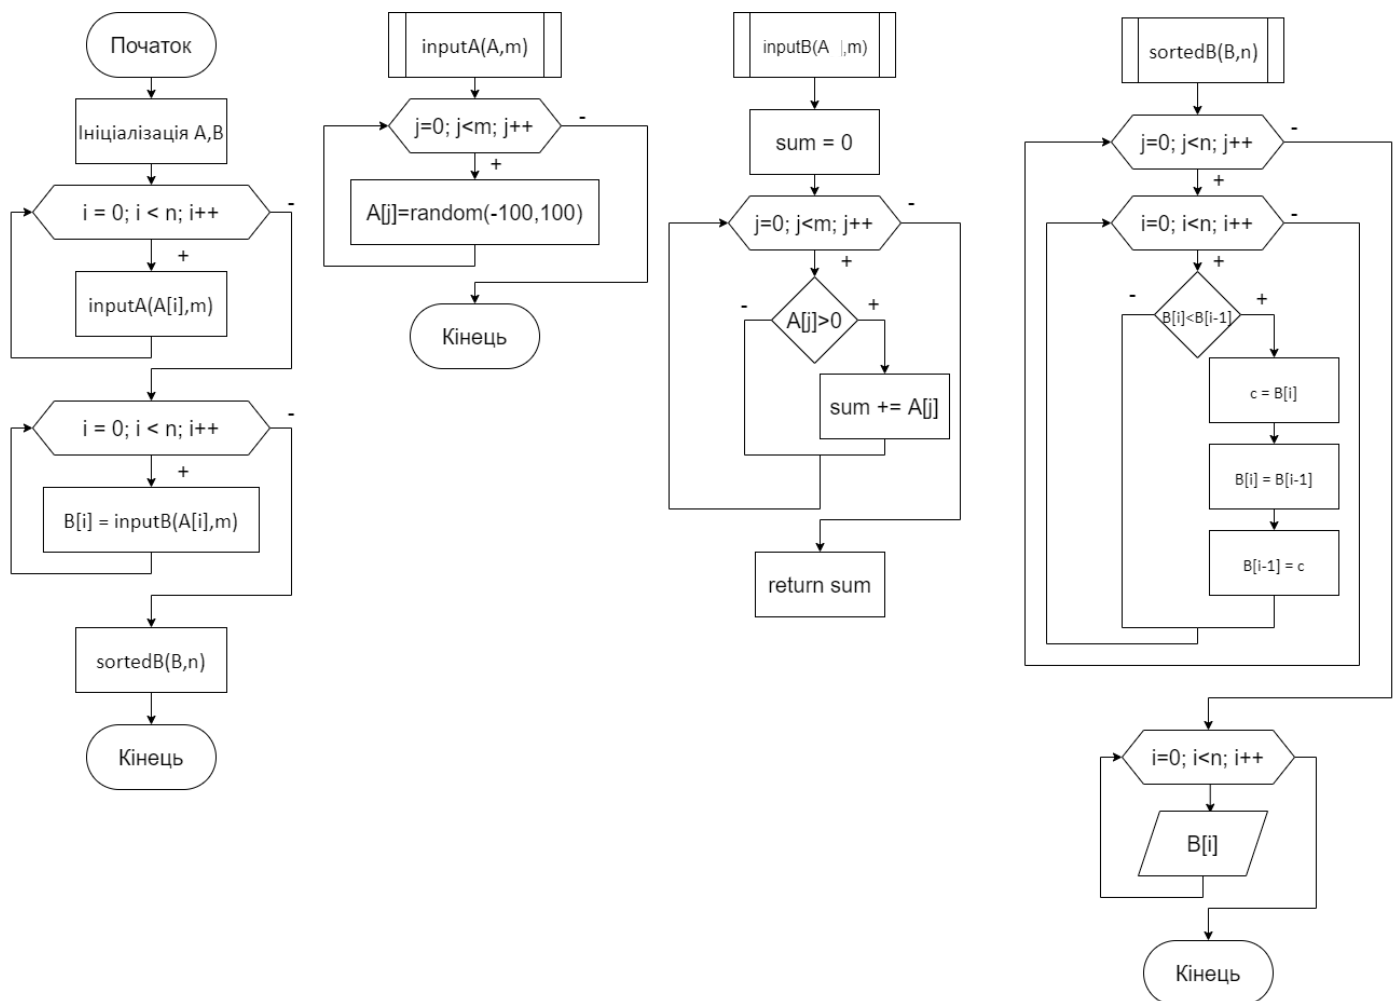 Початок
Ініціалізація A,B
i = 0; i < n; i++
-
+
inputA(A[i],m)
i = 0; i < n; i++
-
+
B[i] = inputB(A[i],m)
sortedB(B,n)
Кінець
inputA(A,m)
j=0; j<m; j++
-
+
A[j]=random(-100,100)
Кінець
inputB(A |,m)
sum = 0
j=0; j<m; j++
-
+
A[j]>0
-
+
sum += A[j]
return sum
sortedB(B,n)
j=0; j<n; j++
-
+
i=0; i<n; i++
-
+
B[i]<B[i-1]
-
+
c = B[i]
B[i] = B[i-1]
B[i-1] = c
i=0; i<n; i++
B[i]
Кінець